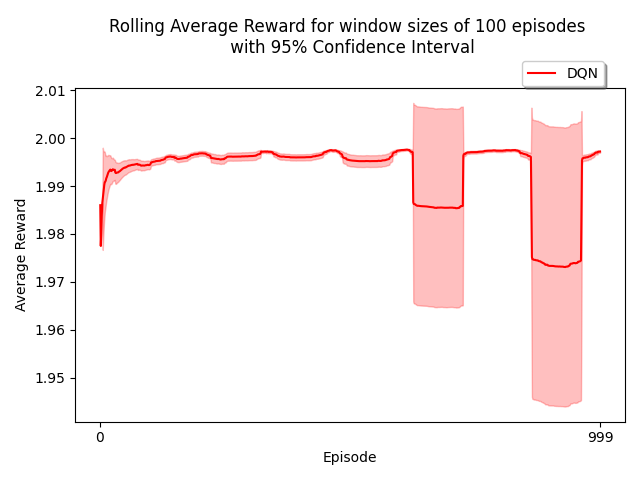 Rolling Average Reward for window sizes of 100 episodes
with 95% Confidence Interval
DQN
2.01
2.00
1.99
1.98
1.97
1.96
1.95
Average Reward
0
999
Episode